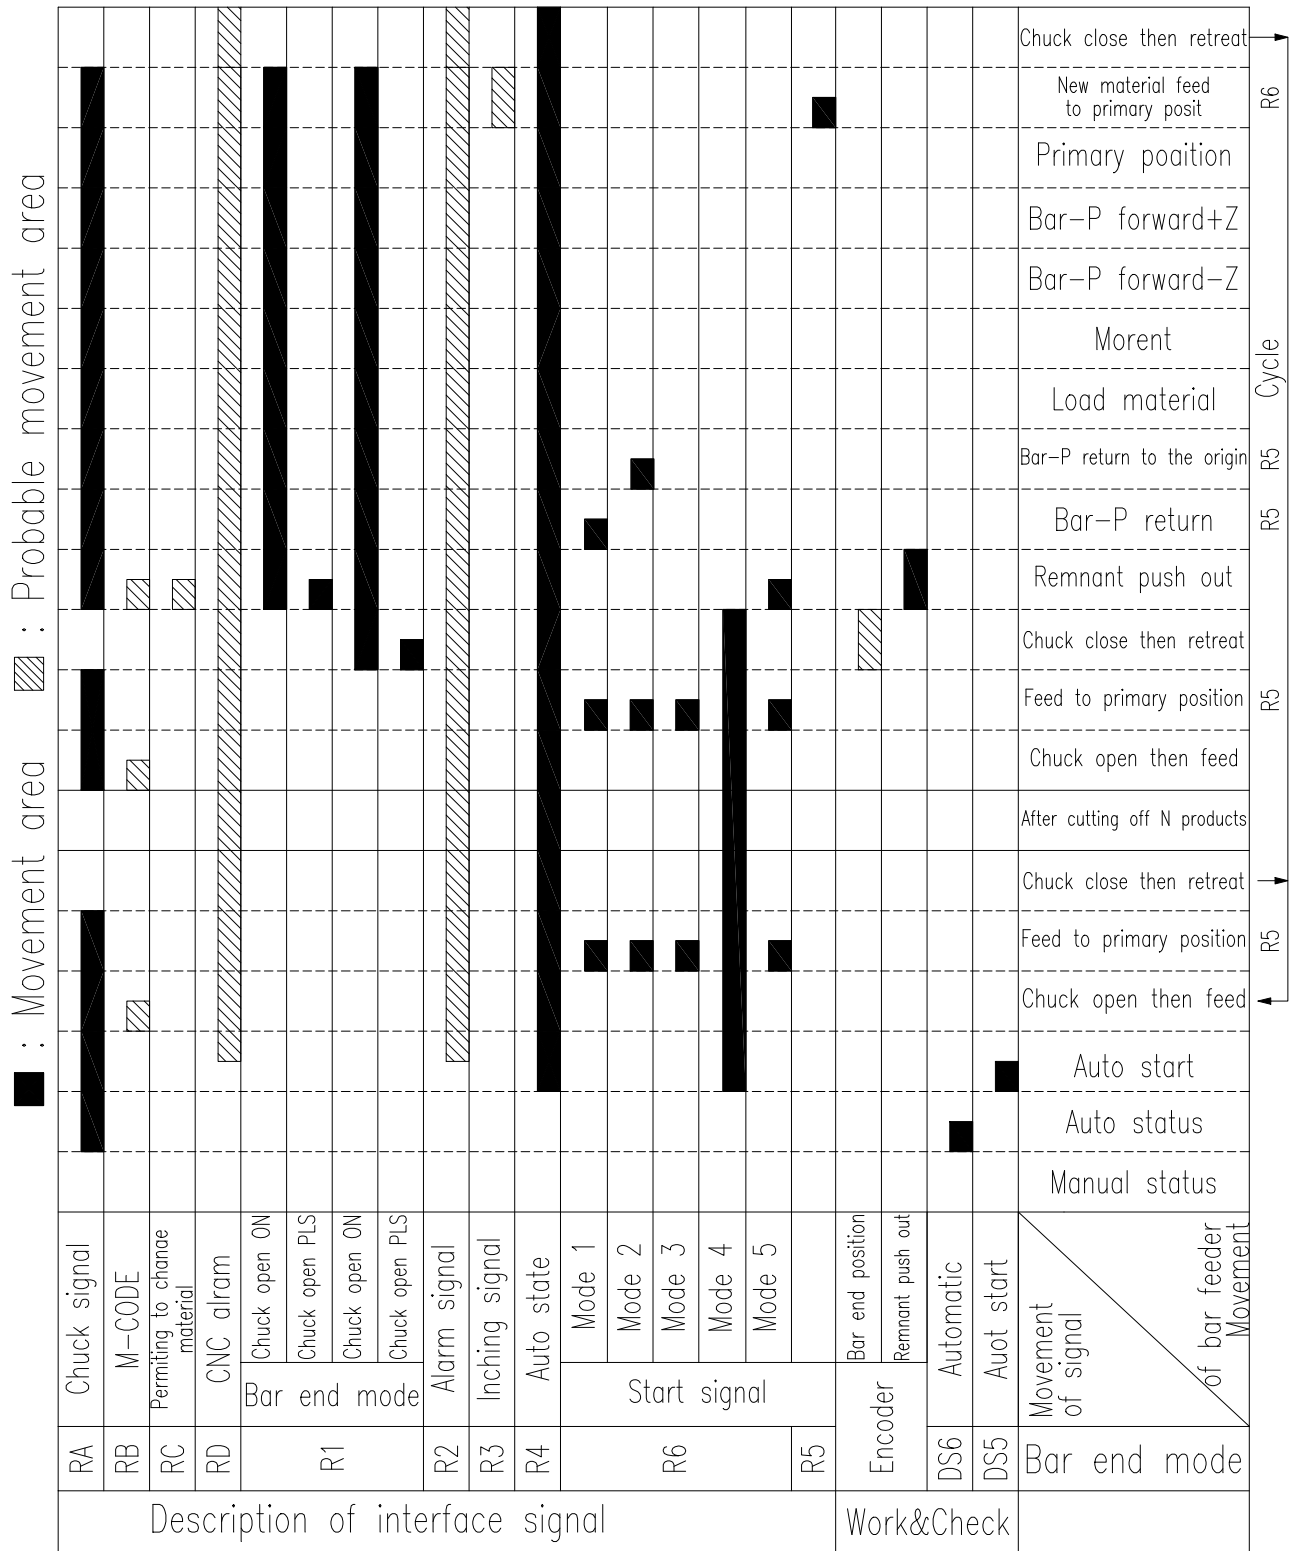 Chuck close then retreat
New material feed
to primary posit
R6
Primary poaition
Bar-P forward+Z
Bar-P forward-Z
Morent
Cycle
Load material
Bar-P return to the origin
R5
Bar-P return
R5
Remnant push out
Chuck close then retreat
Feed to primary position
R5
Chuck open then feed
After cutting off N products
Chuck close then retreat
Feed to primary position
R5
Chuck open then feed
Auto start
Auto status
Manual status
: Movement area
: Probable movement area
Chuck signal
M-CODE
Permiting to chanae
material
CNC alram
Chuck open ON
Chuck open PLS
Chuck open ON
Chuck open PLS
Bar end mode
Alarm signal
Inching signal
Auto state
Mode 1
Mode 2
Mode 3
Mode 4
Mode 5
Start signal
Bar end position
Remnant push out
Encoder
Automatic
Auot start
Movement
of signal
of bar feeder
Movement
RA
RB
RC
RD
R1
R2
R3
R4
R6
R5
DS6
DS5
Bar end mode
Description of interface signal
Work&Check